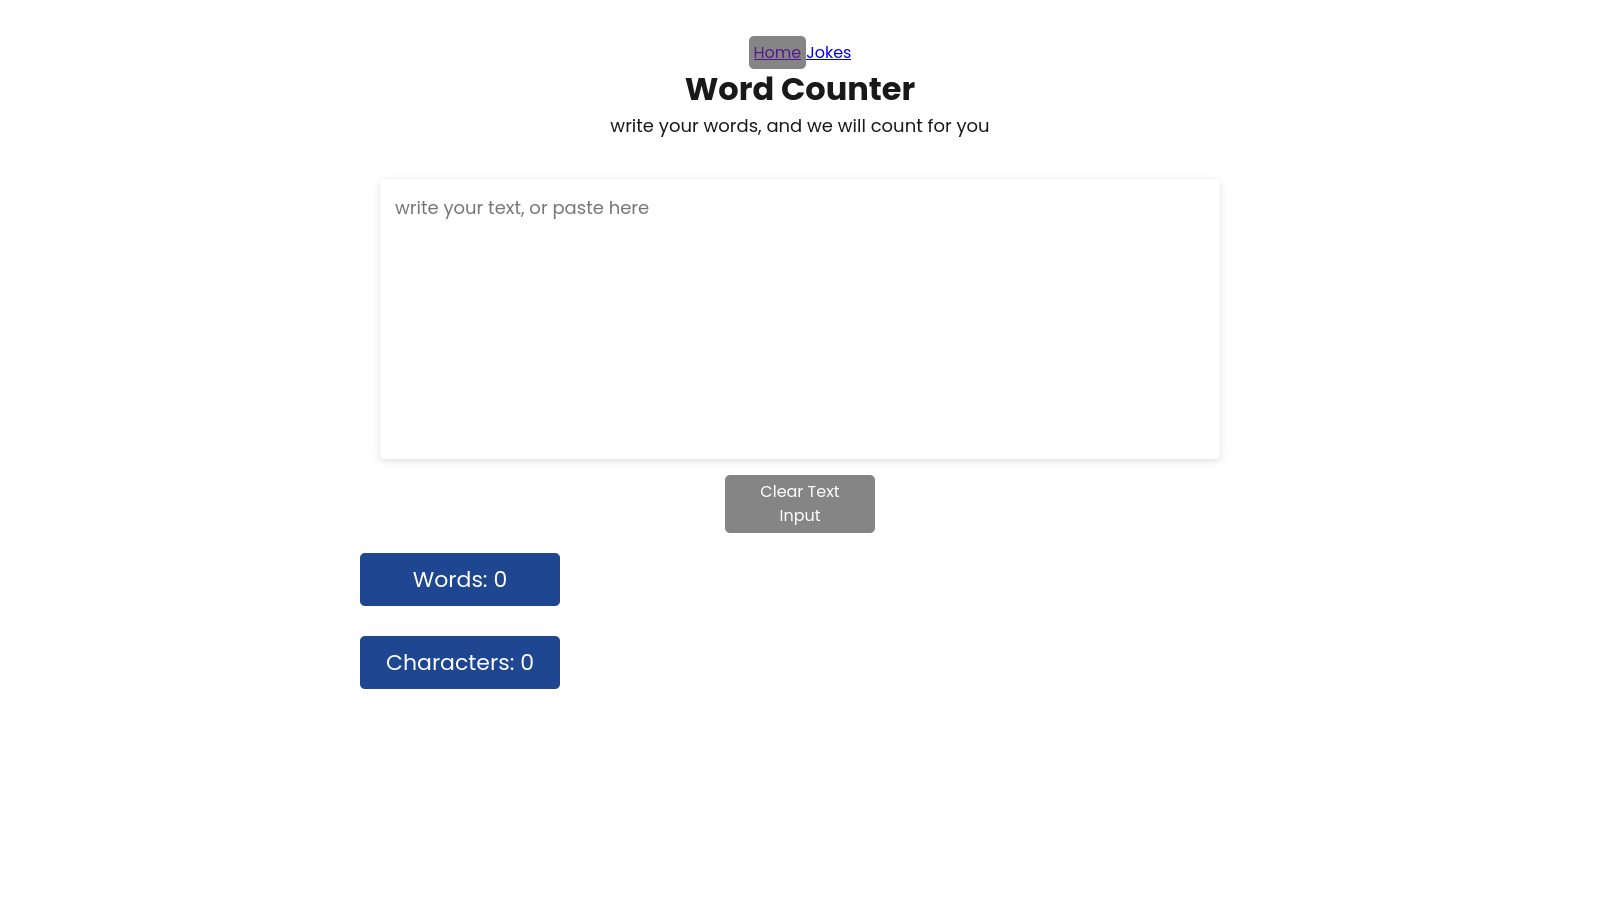 Home Jokes
Word Counter
write your words, and we will count for you
write your text, or paste here
Clear Text
Input
Words: 0
Characters: 0